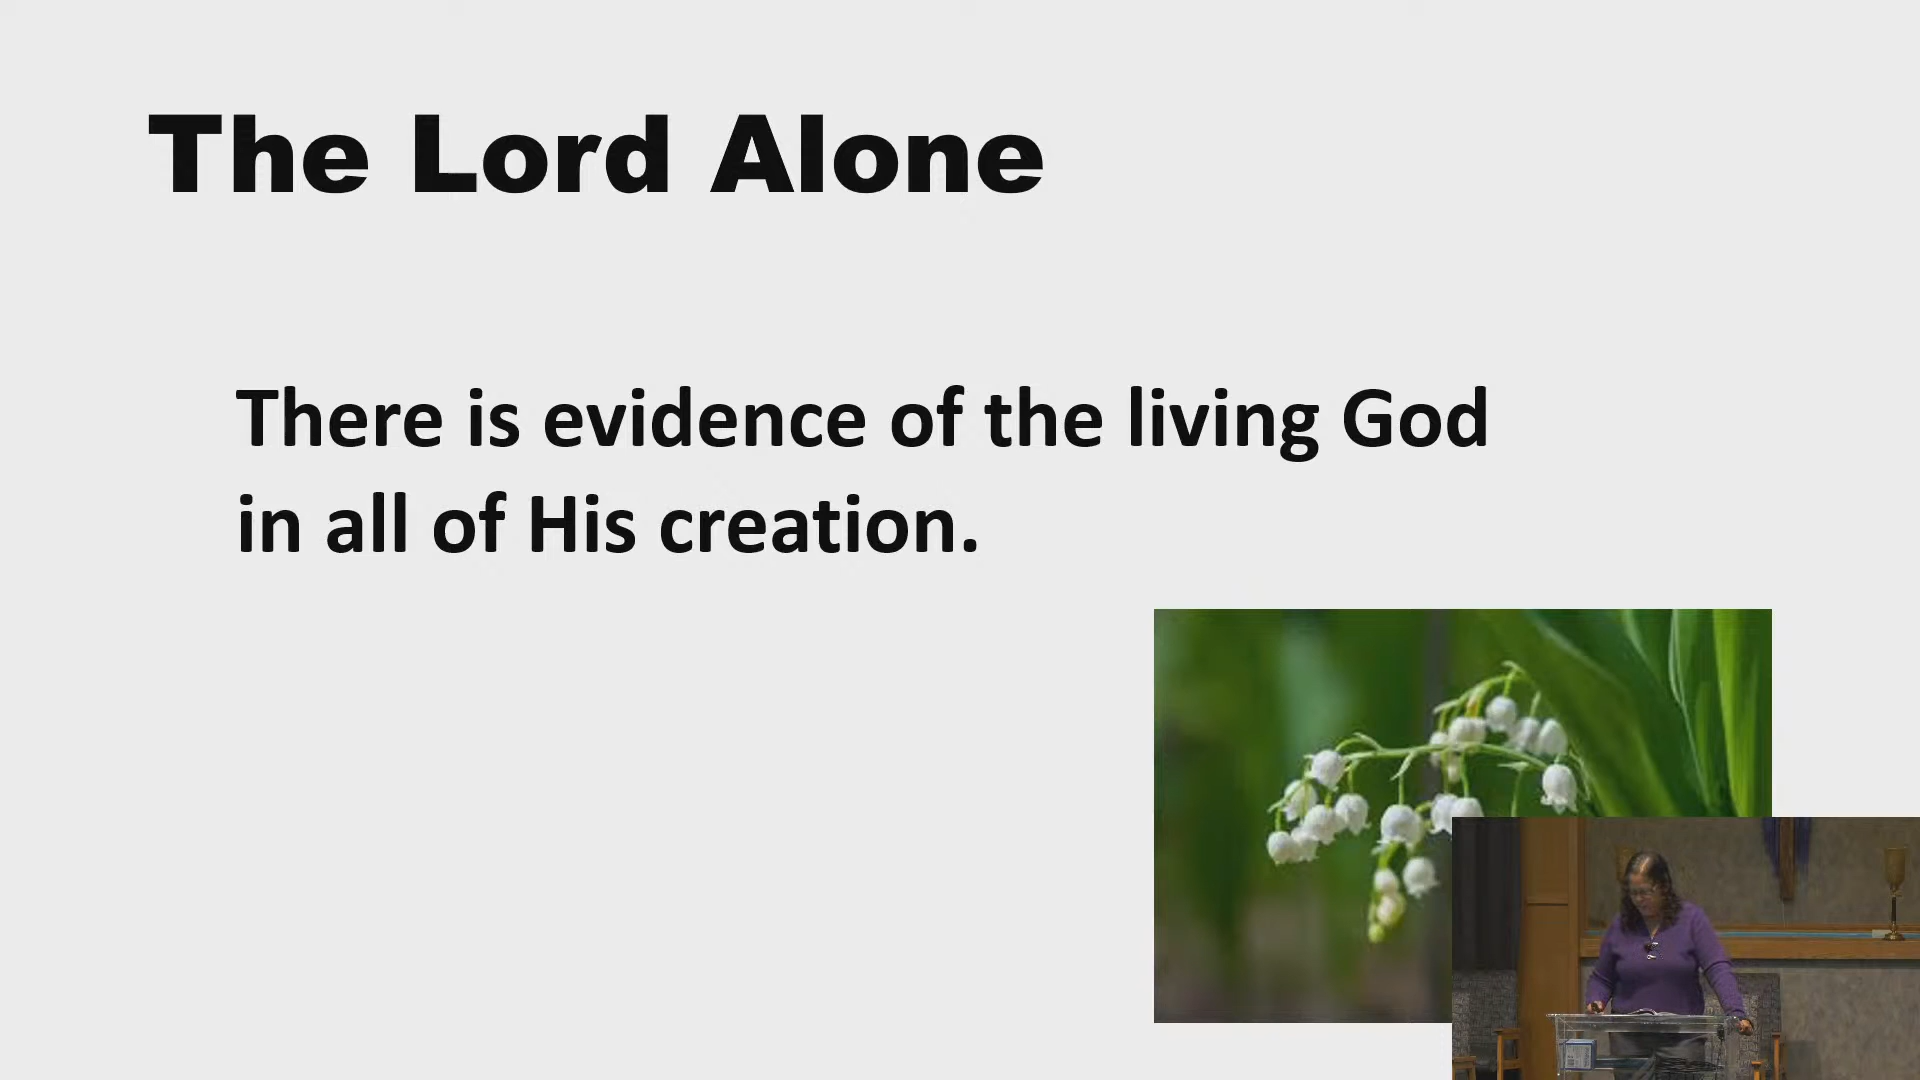 The Lord Alone
There is evidence of the living God
in all of His creation.